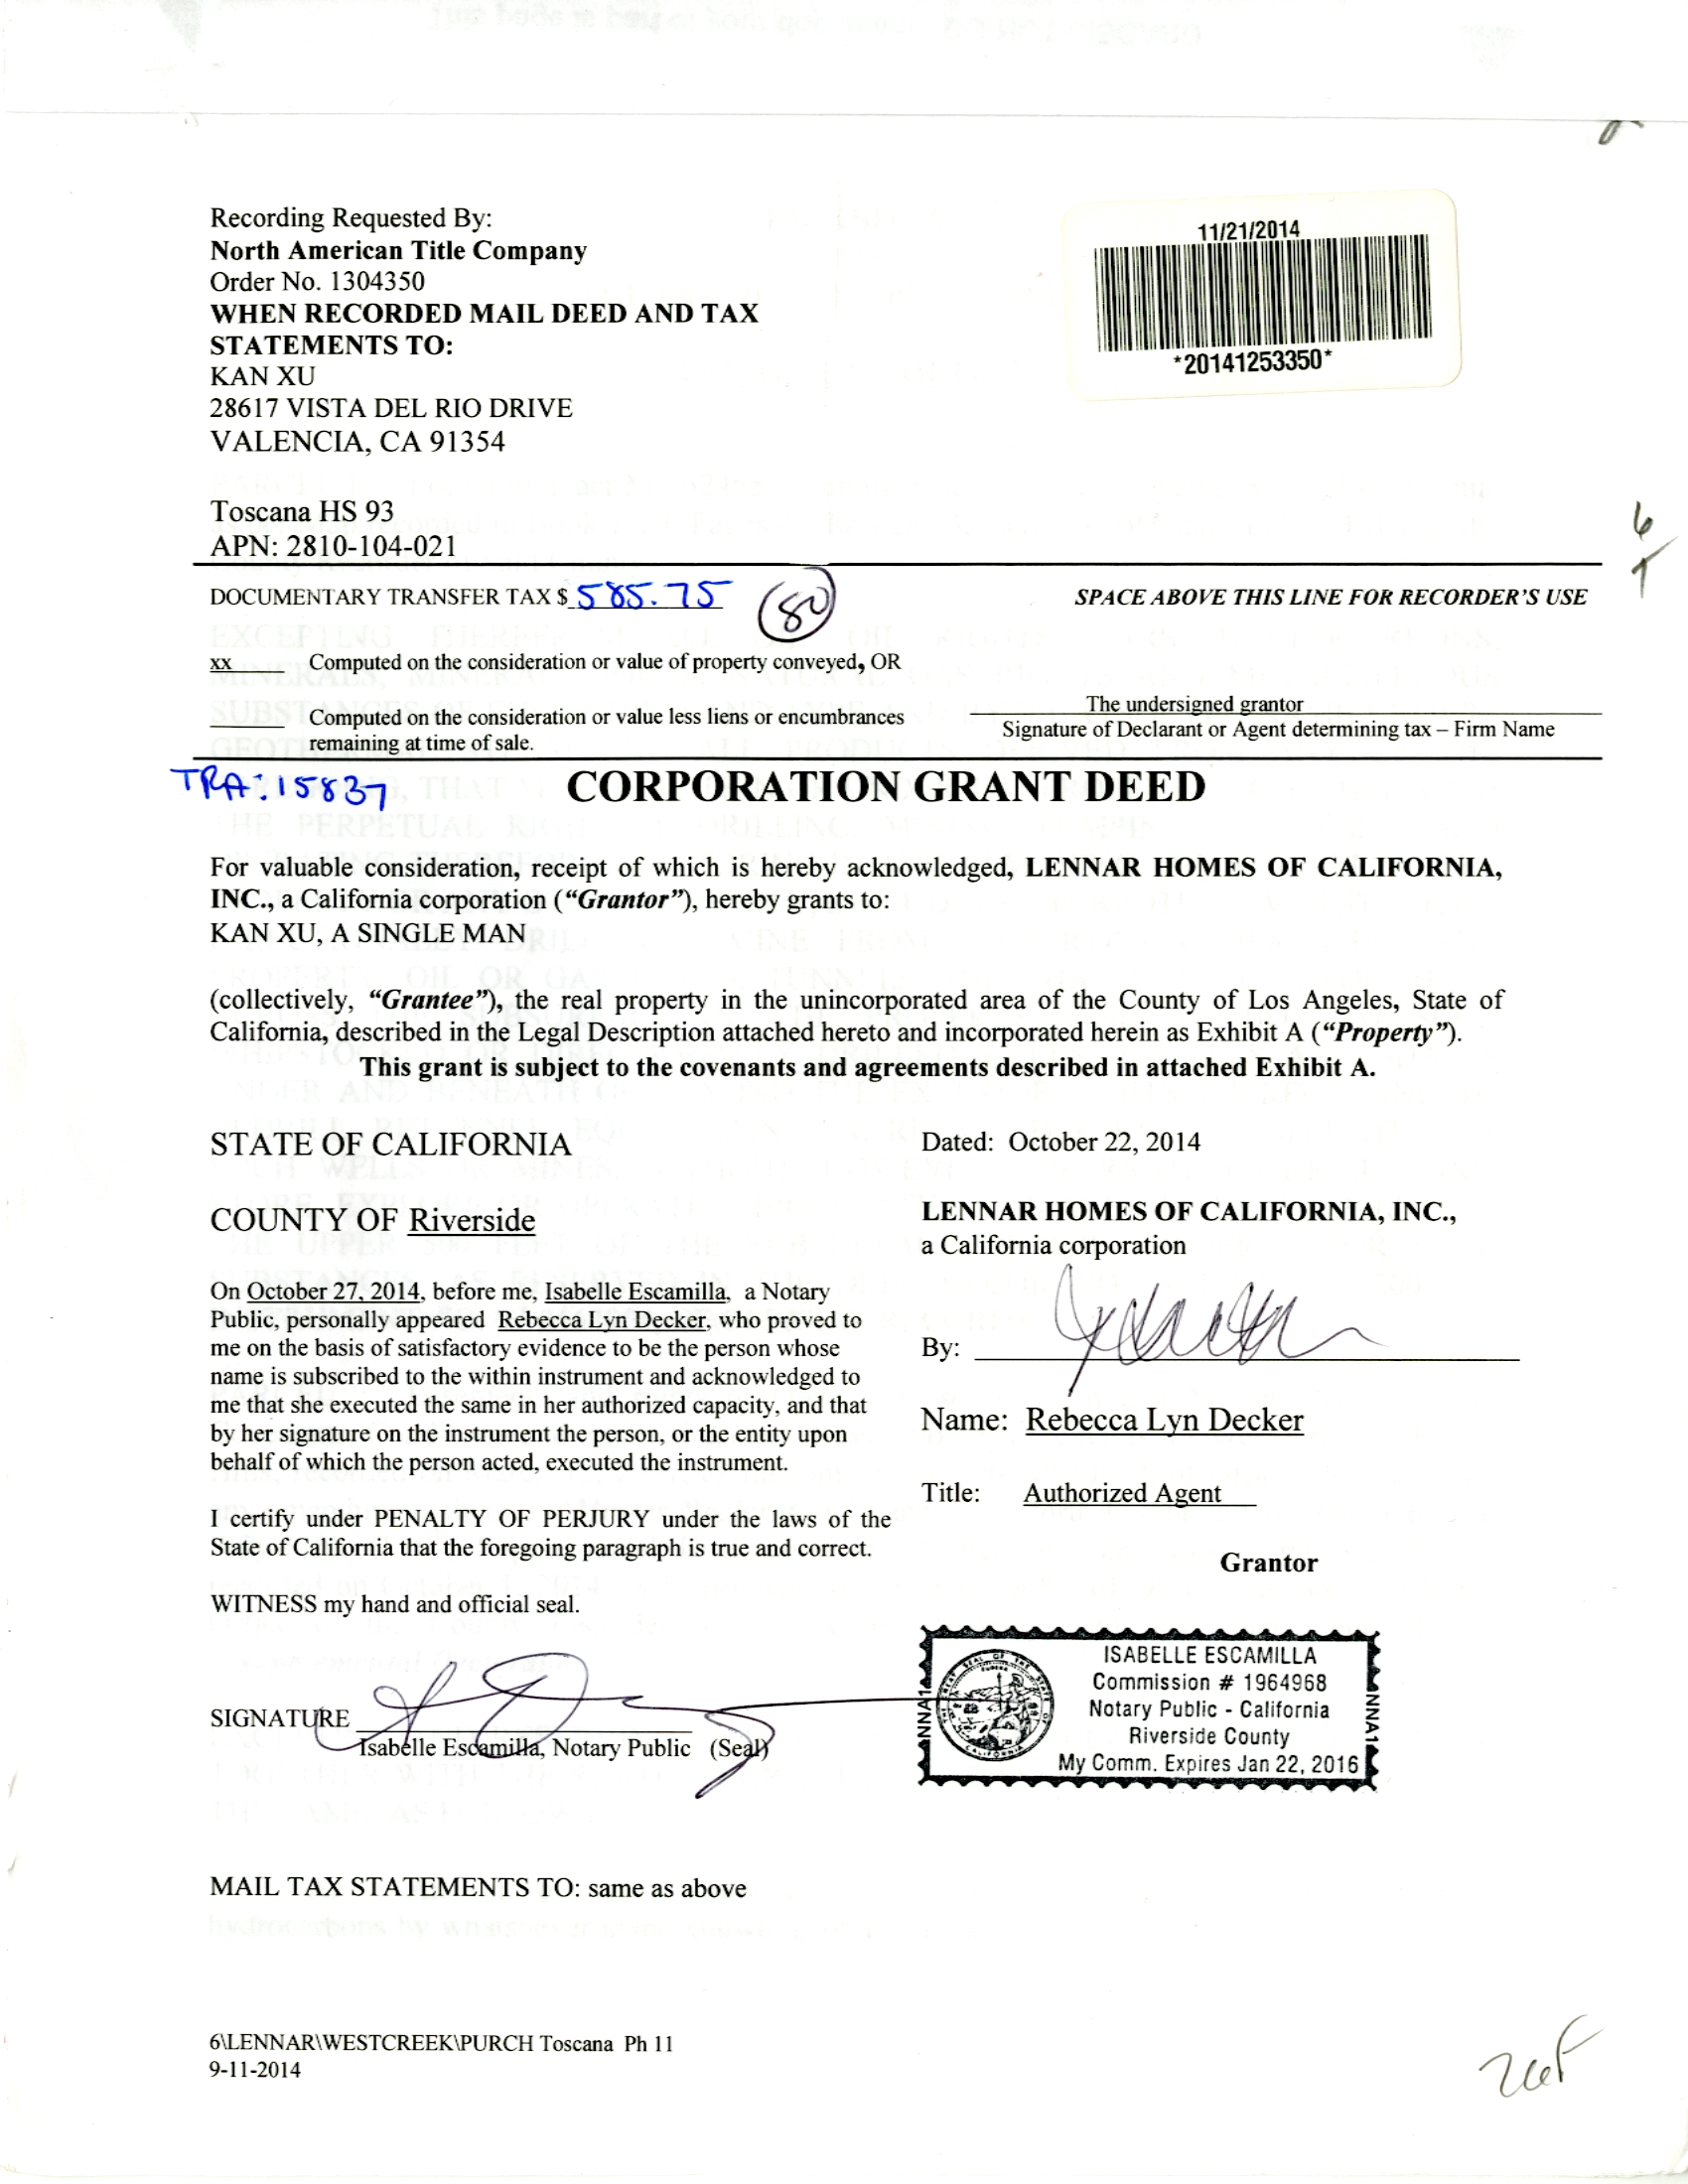 11/21/2014
*20141253350*
Recording Requested By:
North American Title Company
Order No. 1304350
WHEN RECORDED MAIL DEED AND TAX
STATEMENTS TO:
KAN XU
28617 VISTA DEL RIO DRIVE
VALENCIA, CA 91354
Toscana HS 93
APN: 2810-104-021
DOCUMENTARY TRANSFER TAX $ 585.75
SPACE ABOVE THIS LINE FOR RECORDER'S USE
xx Computed on the consideration or value of property conveyed, OR
Computed on the consideration or value less liens or encumbrances
remaining at time of sale.
The undersigned grantor
Signature of Declarant or Agent determining tax – Firm Name
TRA: 15837
CORPORATION GRANT DEED
For valuable consideration, receipt of which is hereby acknowledged, LENNAR HOMES OF CALIFORNIA,
INC., a California corporation ("Grantor"), hereby grants to:
KAN XU, A SINGLE MAN
(collectively, "Grantee"), the real property in the unincorporated area of the County of Los Angeles, State of
California, described in the Legal Description attached hereto and incorporated herein as Exhibit A ("Property").
This grant is subject to the covenants and agreements described in attached Exhibit A.
STATE OF CALIFORNIA
COUNTY OF Riverside
On October 27, 2014, before me, Isabelle Escamilla, a Notary
Public, personally appeared Rebecca Lyn Decker, who proved to
me on the basis of satisfactory evidence to be the person whose
name is subscribed to the within instrument and acknowledged to
me that she executed the same in her authorized capacity, and that
by her signature on the instrument the person, or the entity upon
behalf of which the person acted, executed the instrument.
I certify under PENALTY OF PERJURY under the laws of the
State of California that the foregoing paragraph is true and correct.
WITNESS my hand and official seal.
SIGNATURE
Isabelle Escamilla, Notary Public (Seal)
Dated: October 22, 2014
LENNAR HOMES OF CALIFORNIA, INC.,
a California corporation
By:
Name: Rebecca Lyn Decker
Title: Authorized Agent
Grantor
ISABELLE ESCAMILLA
Commission # 1964968
Notary Public - California
Riverside County
My Comm. Expires Jan 22, 2016
NNA1
NNA1
MAIL TAX STATEMENTS TO: same as above
6\LENNAR\WESTCREEK\PURCH Toscana Ph 11
9-11-2014